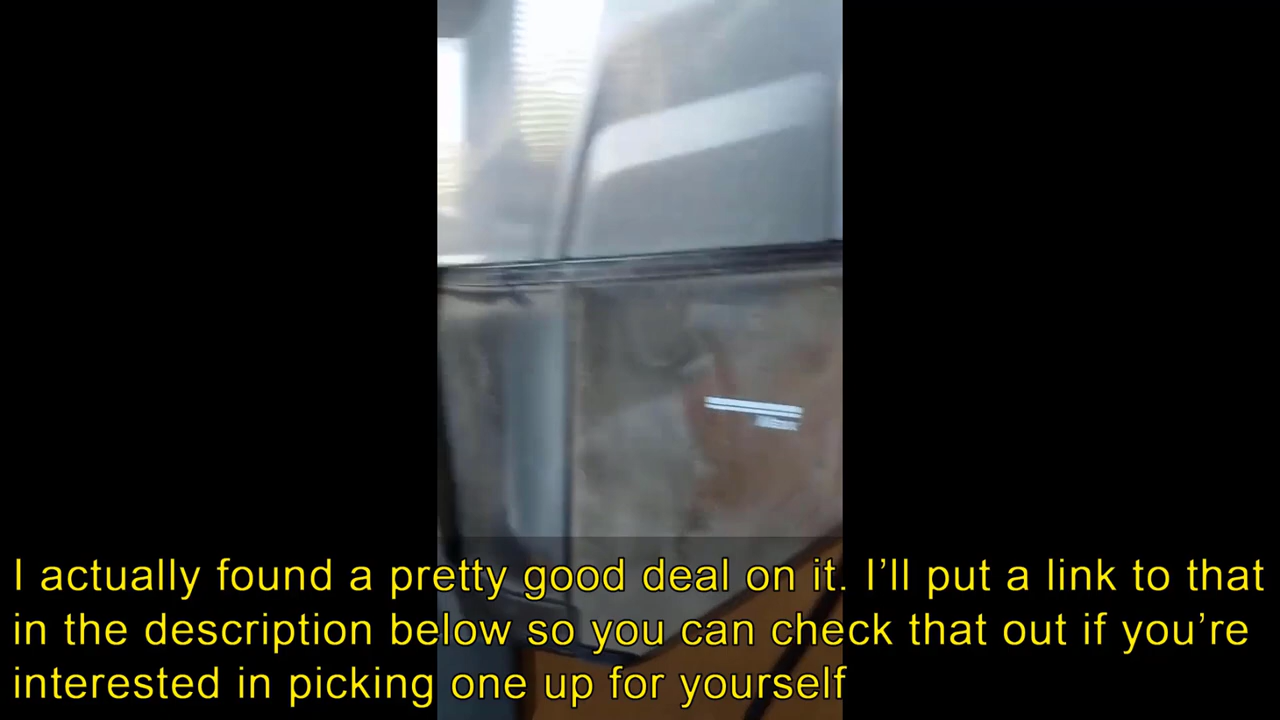 I actually found a pretty good deal on it. I’ll put a link to that
in the description below so you can check that out if you’re
interested in picking one up for yourself